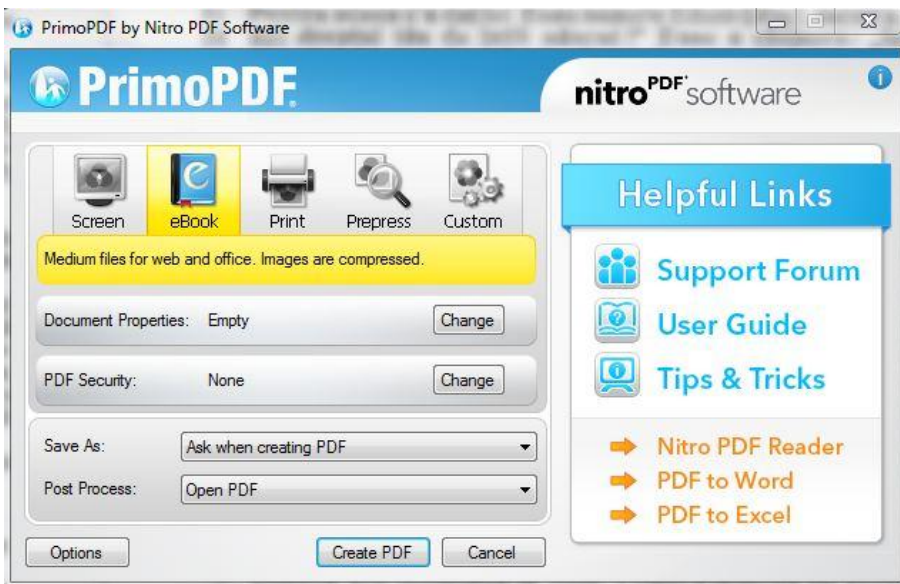 PrimoPDF by Nitro PDF Software
PrimoPDF
nitroPDF software
Screen
eBook
Print
Prepress
Custom
Medium files for web and office. Images are compressed.
Document Properties: Empty
Change
PDF Security: None
Change
Save As: Ask when creating PDF
Post Process: Open PDF
Options
Create PDF
Cancel
Helpful Links
Support Forum
User Guide
Tips & Tricks
Nitro PDF Reader
PDF to Word
PDF to Excel